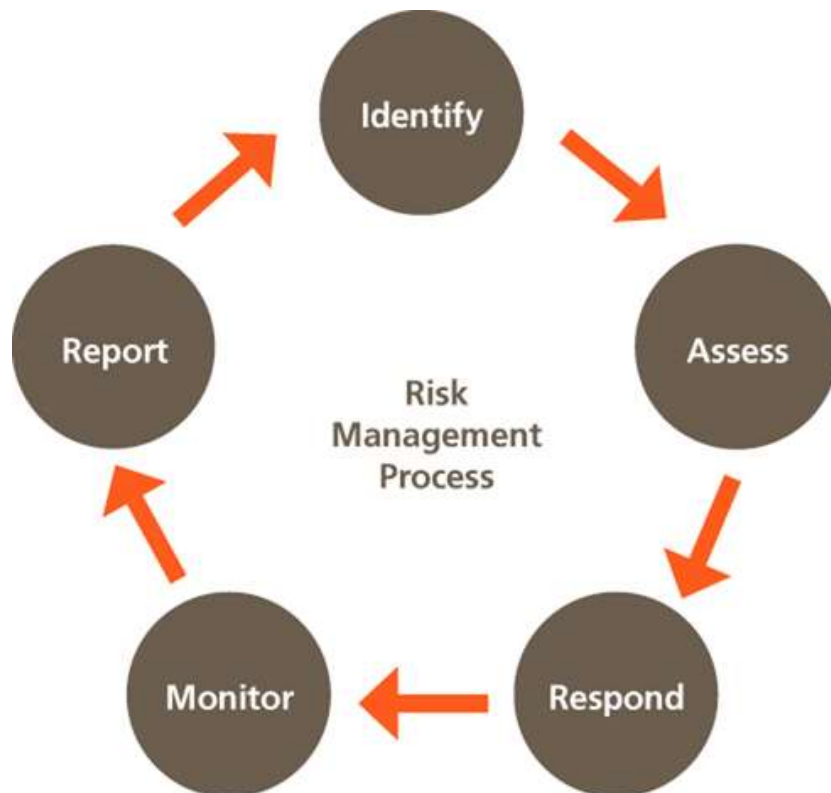 Identify
Assess
Respond
Monitor
Report
Risk
Management
Process